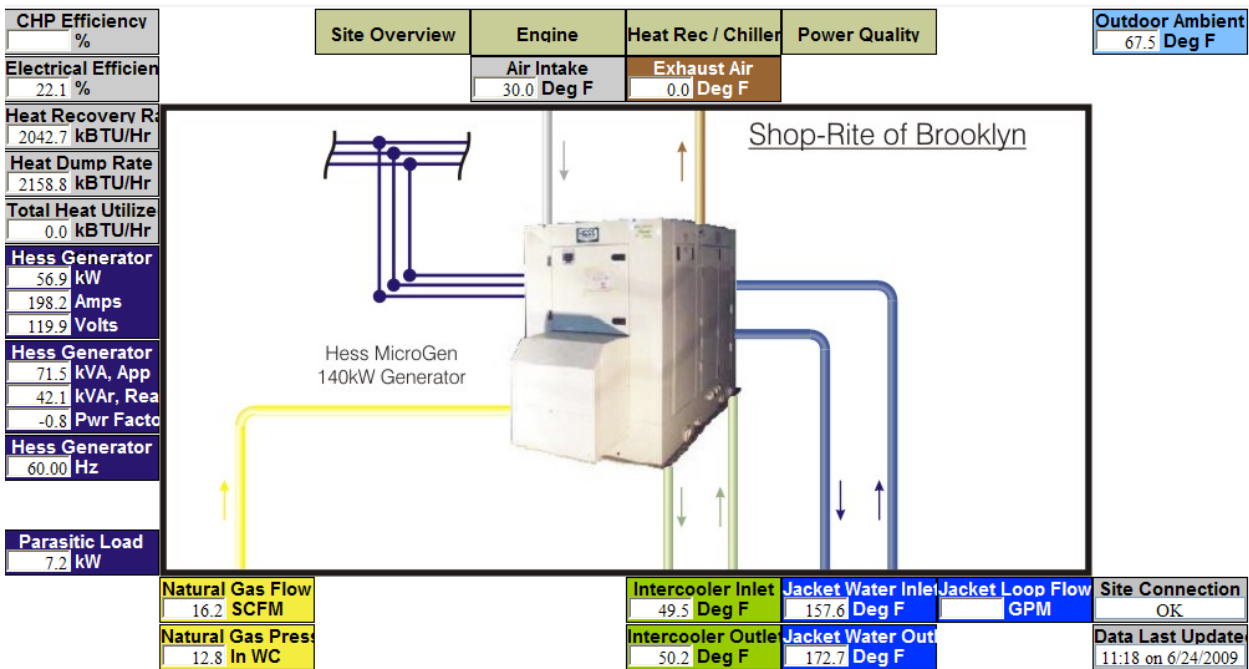 CHP Efficiency
%
Site Overview
Engine
Heat Rec / Chiller
Power Quality
Outdoor Ambient
67.5 Deg F
Electrical Efficien
22.1 %
Air Intake
30.0 Deg F
Exhaust Air
0.0 Deg F
Heat Recovery Ra
2042.7 kBTU/Hr
Heat Dump Rate
2158.8 kBTU/Hr
Total Heat Utilize
0.0 kBTU/Hr
Hess Generator
56.9 kW
198.2 Amps
119.9 Volts
Hess Generator
71.5 kVA, App
42.1 kVAr, Rea
-0.8 Pwr Facto
Hess Generator
60.00 Hz
Parasitic Load
7.2 kW
Shop-Rite of Brooklyn
HESS
Hess MicroGen
140kW Generator
Natural Gas Flow
16.2 SCFM
Natural Gas Press
12.8 In WC
Intercooler Inlet
49.5 Deg F
Intercooler Outlet
50.2 Deg F
Jacket Water Inlet
157.6 Deg F
Jacket Water Outl
172.7 Deg F
Jacket Loop Flow
GPM
Site Connection
OK
Data Last Update
11:18 on 6/24/2009